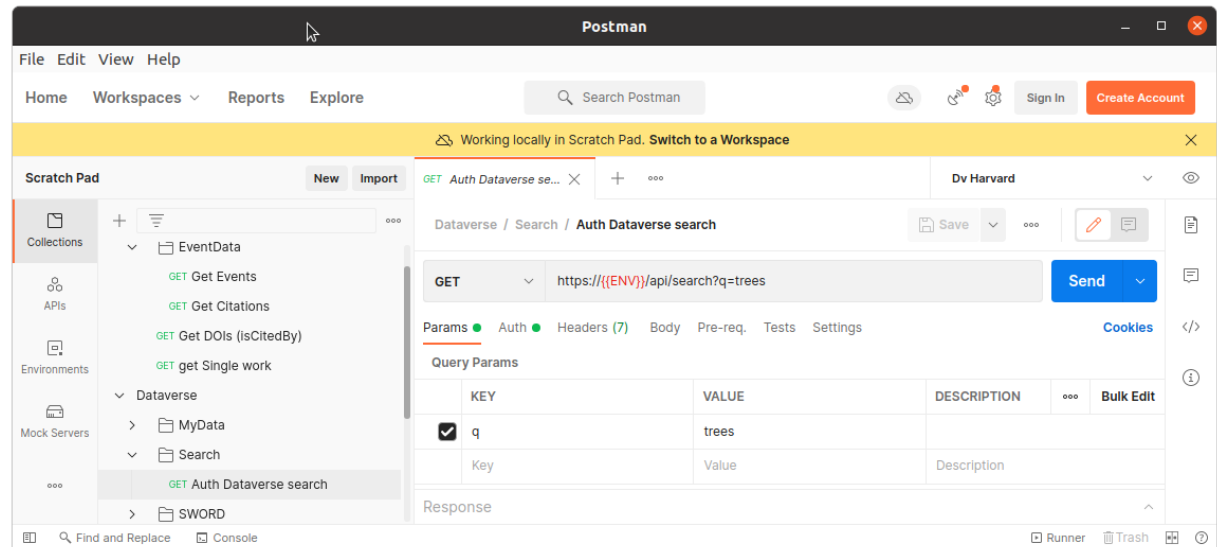 Postman
File Edit View Help
Home Workspaces Reports Explore Search Postman Sign In Create Account
Working locally in Scratch Pad. Switch to a Workspace
Scratch Pad New Import
GET Auth Dataverse se... Dv Harvard
Collections
APIs
Environments
Mock Servers
EventData
GET Get Events
GET Get Citations
GET Get DOIs (isCitedBy)
GET get Single work
Dataverse
MyData
Search
GET Auth Dataverse search
SWORD
Dataverse / Search / Auth Dataverse search Save
GET https://{{ENV}}/api/search?q=trees Send
Params Auth Headers (7) Body Pre-req. Tests Settings Cookies
Query Params
KEY VALUE DESCRIPTION Bulk Edit
q trees
Key Value Description
Response
Find and Replace Console Runner Trash